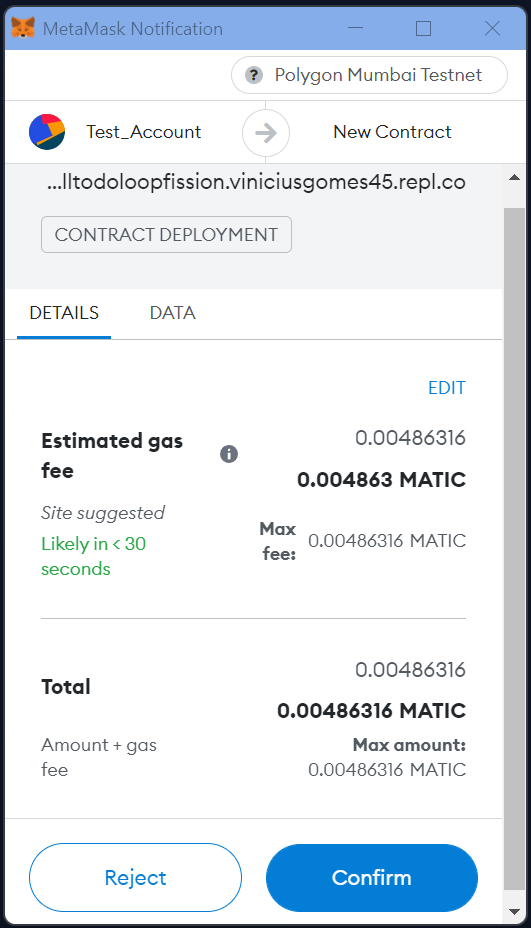 MetaMask Notification
? Polygon Mumbai Testnet
Test_Account
New Contract
...lltodoloopfission.viniciusgomes45.repl.co
CONTRACT DEPLOYMENT
DETAILS
DATA
EDIT
Estimated gas
fee
0.00486316
0.004863 MATIC
Site suggested
Likely in < 30
seconds
Max
fee:
0.00486316 MATIC
Total
0.00486316
0.00486316 MATIC
Amount + gas
fee
Max amount:
0.00486316 MATIC
Reject
Confirm